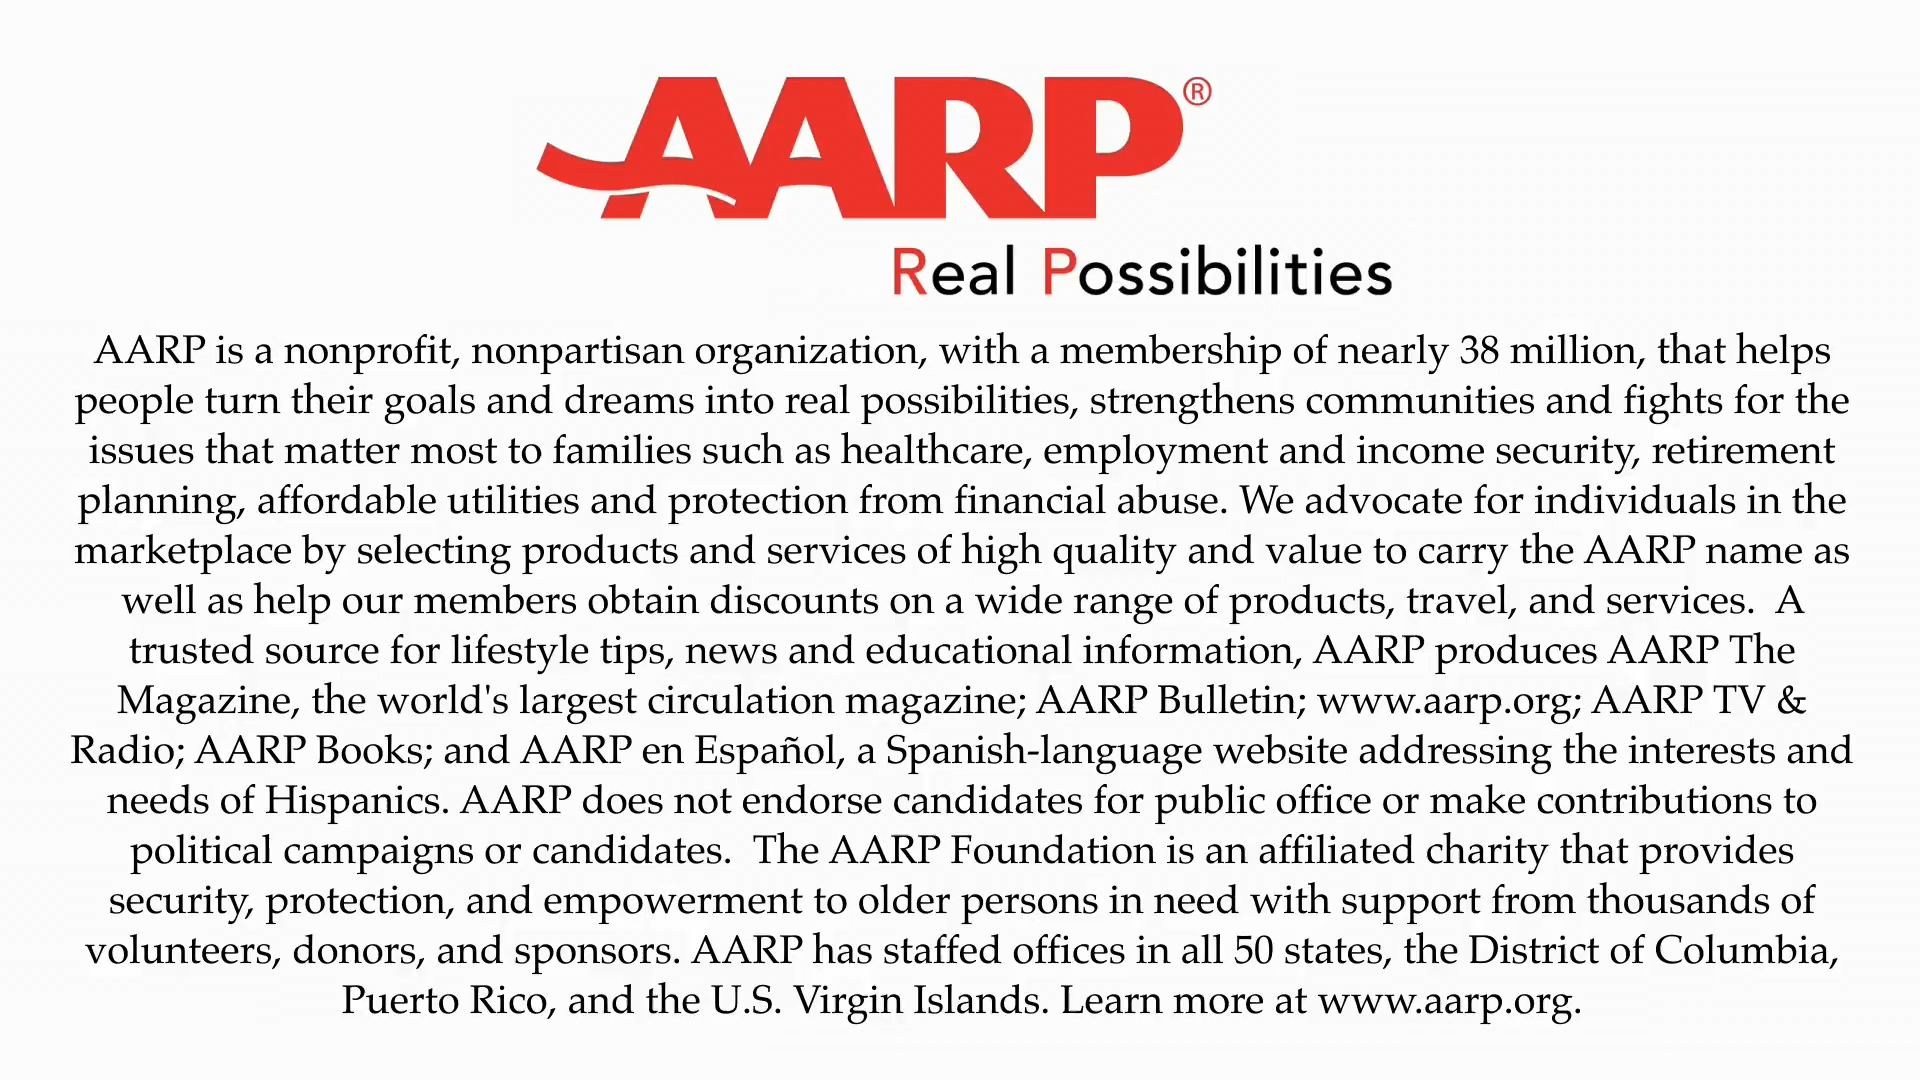 AARP®
Real Possibilities
AARP is a nonprofit, nonpartisan organization, with a membership of nearly 38 million, that helps
people turn their goals and dreams into real possibilities, strengthens communities and fights for the
issues that matter most to families such as healthcare, employment and income security, retirement
planning, affordable utilities and protection from financial abuse. We advocate for individuals in the
marketplace by selecting products and services of high quality and value to carry the AARP name as
well as help our members obtain discounts on a wide range of products, travel, and services.  A
trusted source for lifestyle tips, news and educational information, AARP produces AARP The
Magazine, the world's largest circulation magazine; AARP Bulletin; www.aarp.org; AARP TV &
Radio; AARP Books; and AARP en Español, a Spanish-language website addressing the interests and
needs of Hispanics. AARP does not endorse candidates for public office or make contributions to
political campaigns or candidates.  The AARP Foundation is an affiliated charity that provides
security, protection, and empowerment to older persons in need with support from thousands of
volunteers, donors, and sponsors. AARP has staffed offices in all 50 states, the District of Columbia,
Puerto Rico, and the U.S. Virgin Islands. Learn more at www.aarp.org.